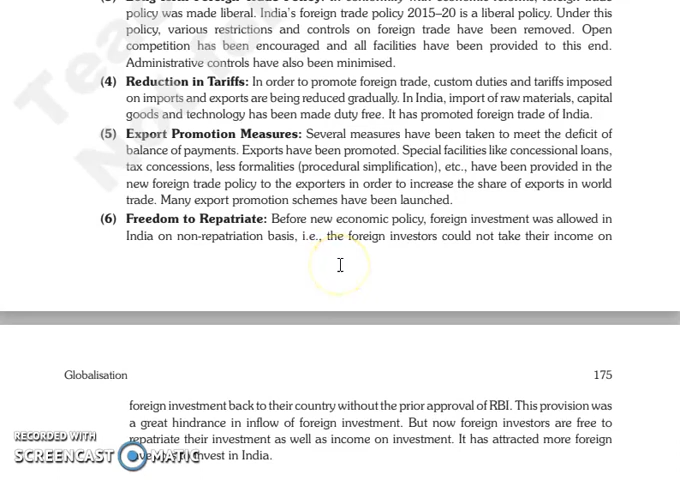 policy was made liberal. India's foreign trade policy 2015–20 is a liberal policy. Under this
policy, various restrictions and controls on foreign trade have been removed. Open
competition has been encouraged and all facilities have been provided to this end.
Administrative controls have also been minimised.
(4) Reduction in Tariffs: In order to promote foreign trade, custom duties and tariffs imposed
on imports and exports are being reduced gradually. In India, import of raw materials, capital
goods and technology has been made duty free. It has promoted foreign trade of India.
(5) Export Promotion Measures: Several measures have been taken to meet the deficit of
balance of payments. Exports have been promoted. Special facilities like concessional loans,
tax concessions, less formalities (procedural simplification), etc., have been provided in the
new foreign trade policy to the exporters in order to increase the share of exports in world
trade. Many export promotion schemes have been launched.
(6) Freedom to Repatriate: Before new economic policy, foreign investment was allowed in
India on non-repatriation basis, i.e., the foreign investors could not take their income on
Globalisation 175
foreign investment back to their country without the prior approval of RBI. This provision was
a great hindrance in inflow of foreign investment. But now foreign investors are free to
repatriate their investment as well as income on investment. It has attracted more foreign
invest in India.
RECORDED WITH
SCREENCAST MATIC